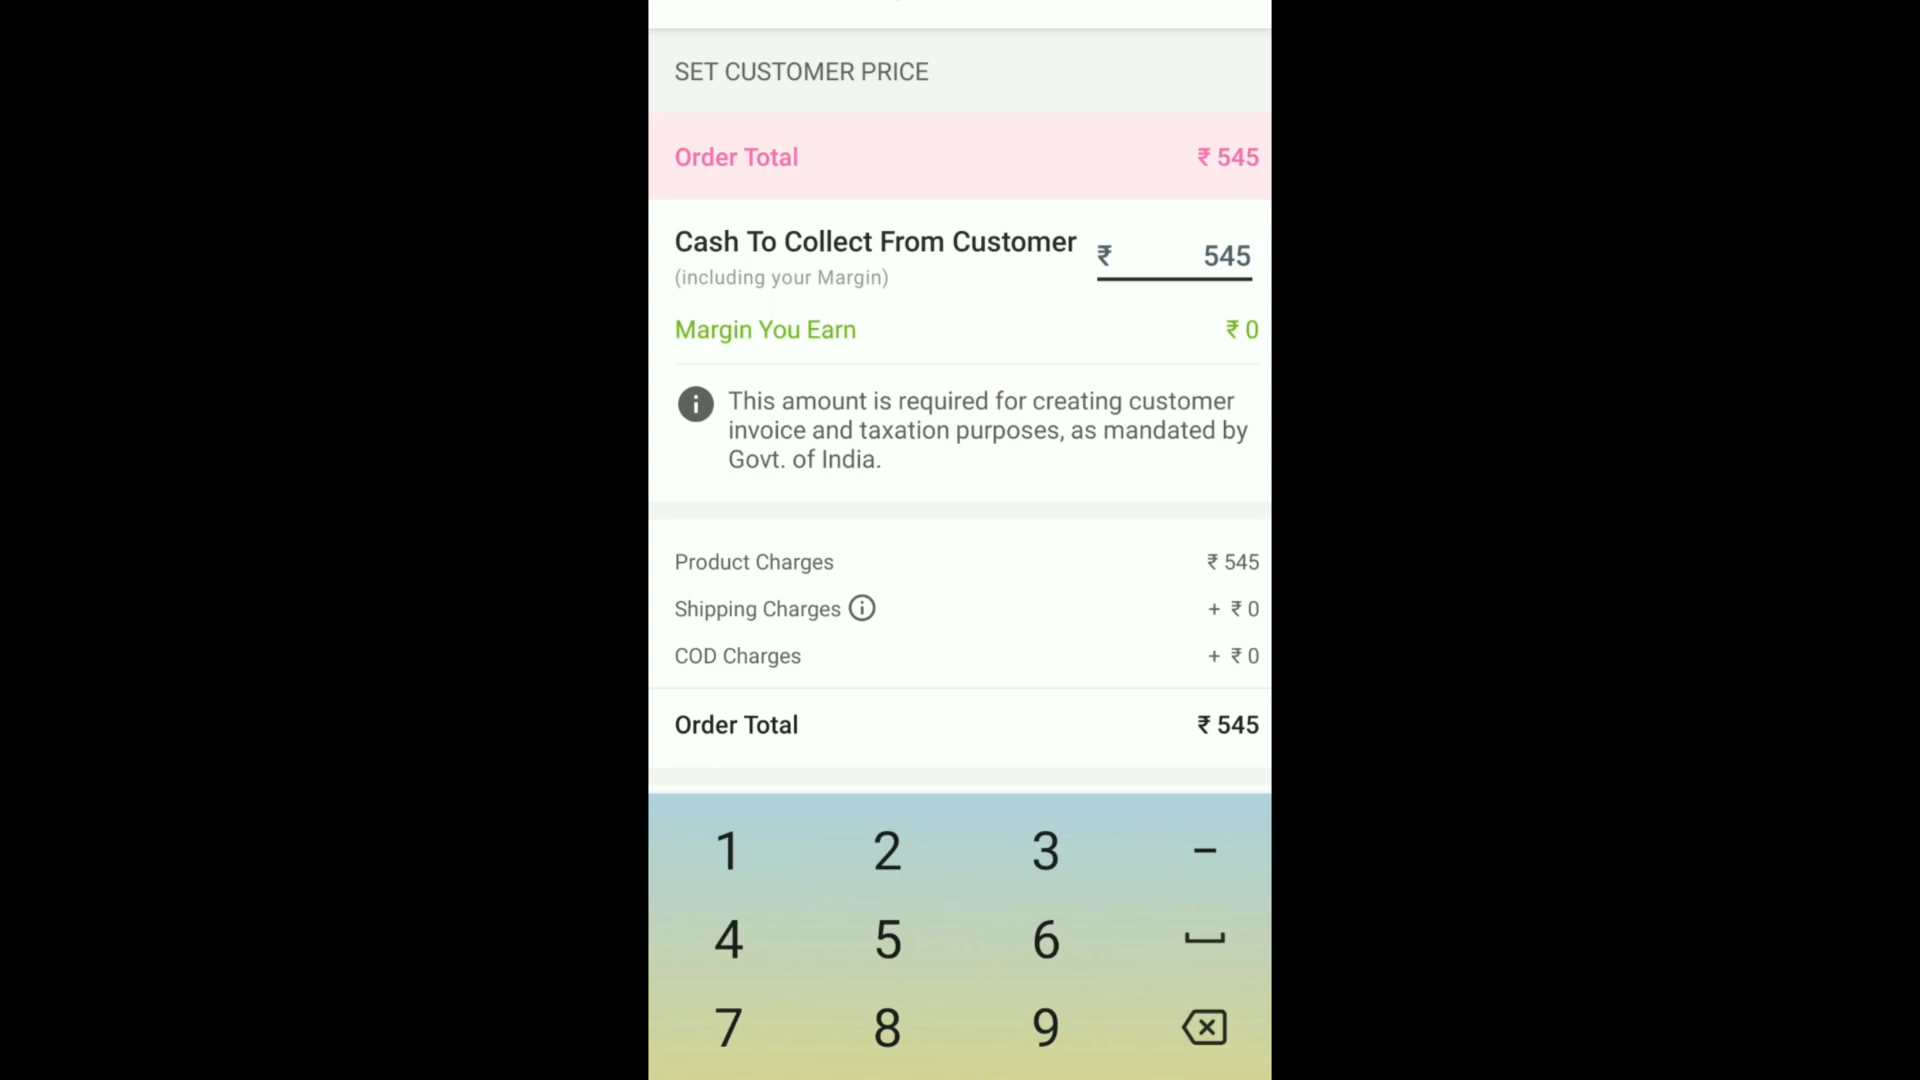 SET CUSTOMER PRICE
Order Total ₹ 545
Cash To Collect From Customer ₹ 545
(including your Margin)
Margin You Earn ₹ 0
This amount is required for creating customer
invoice and taxation purposes, as mandated by
Govt. of India.
Product Charges ₹ 545
Shipping Charges + ₹ 0
COD Charges + ₹ 0
Order Total ₹ 545
1 2 3 -
4 5 6
7 8 9